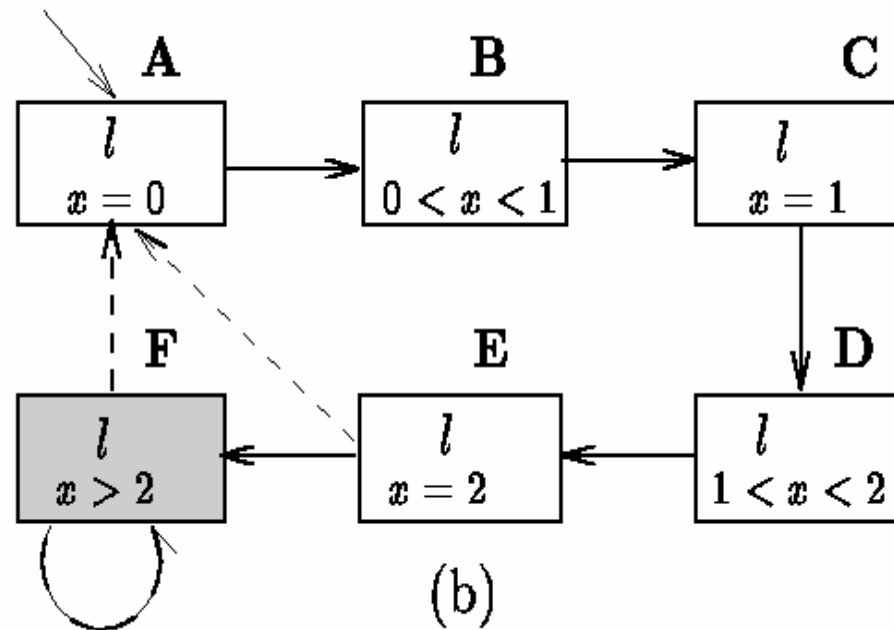 A
l
x = 0
B
l
0 < x < 1
C
l
x = 1
F
l
x > 2
E
l
x = 2
D
l
1 < x < 2
(b)